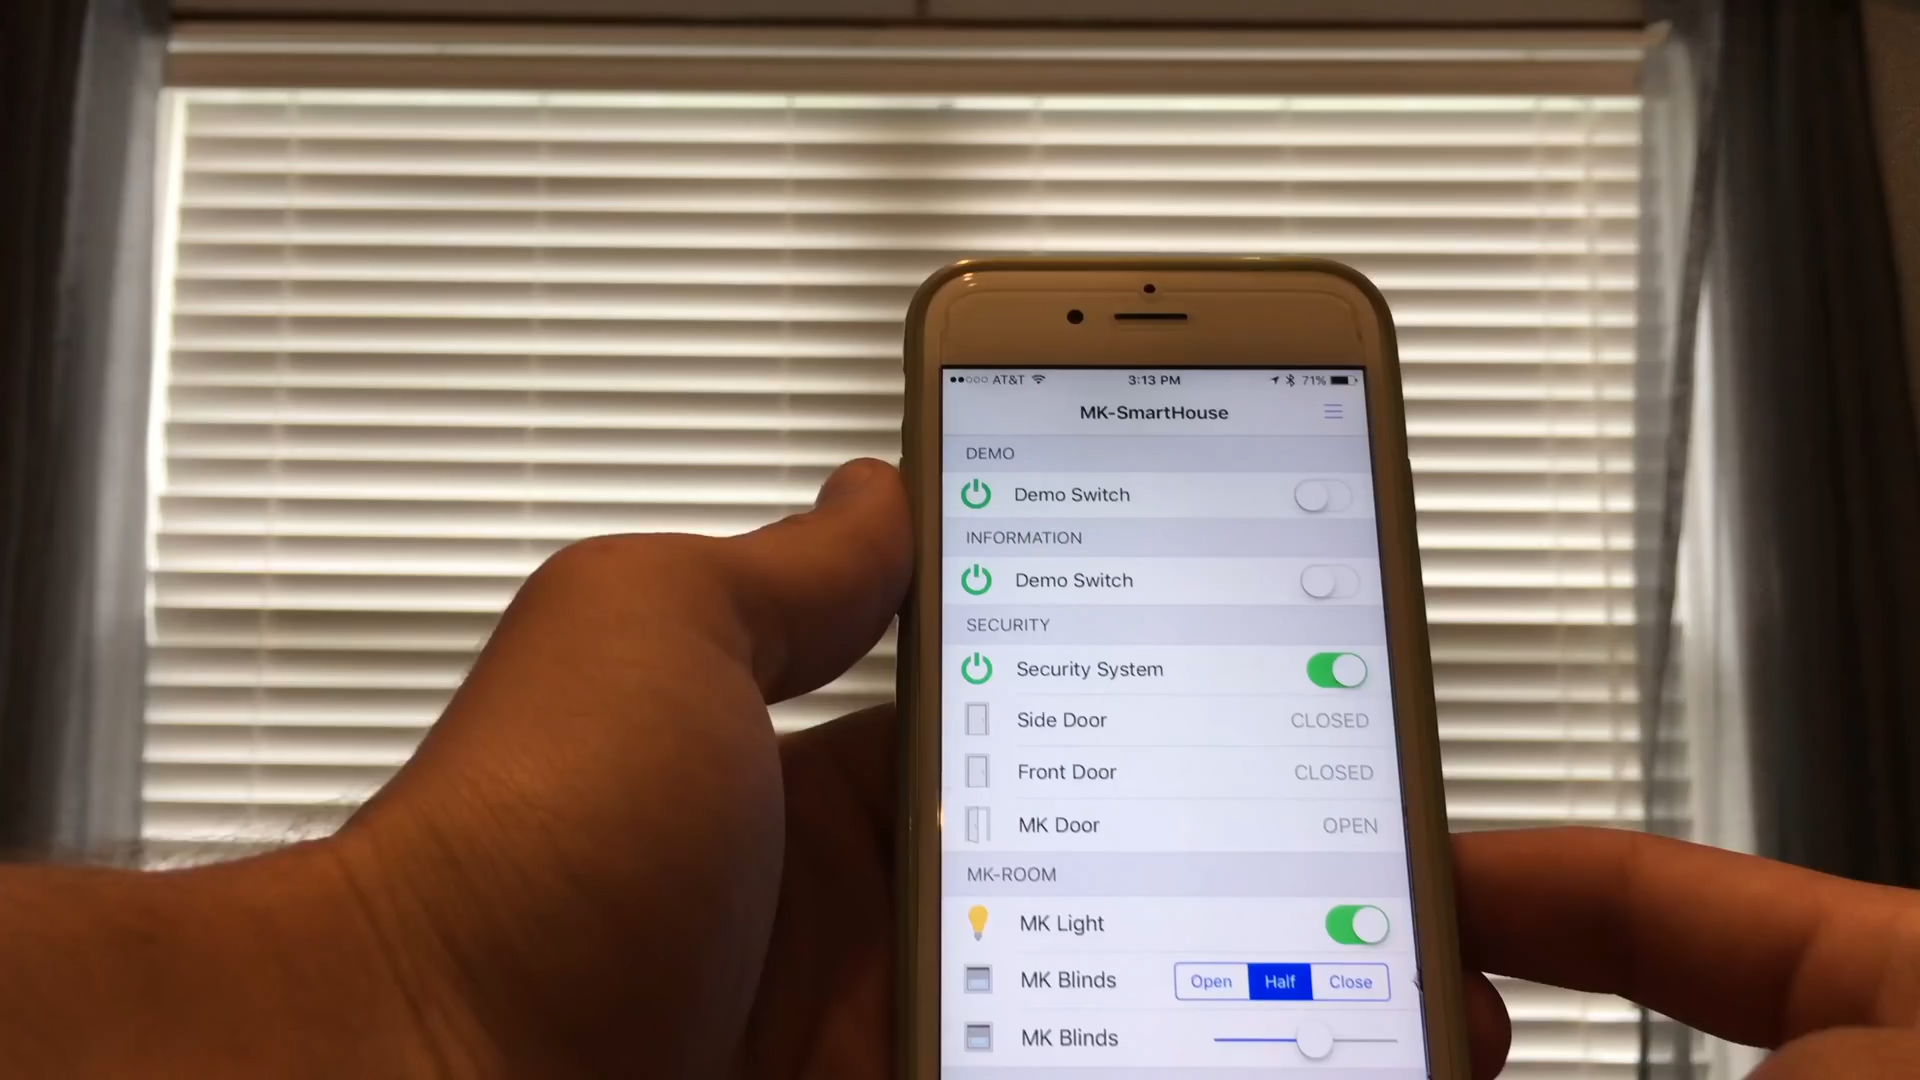 AT&T 3:13 PM 71%
MK-SmartHouse
DEMO
Demo Switch
INFORMATION
Demo Switch
SECURITY
Security System
Side Door CLOSED
Front Door CLOSED
MK Door OPEN
MK-ROOM
MK Light
MK Blinds Open Half Close
MK Blinds